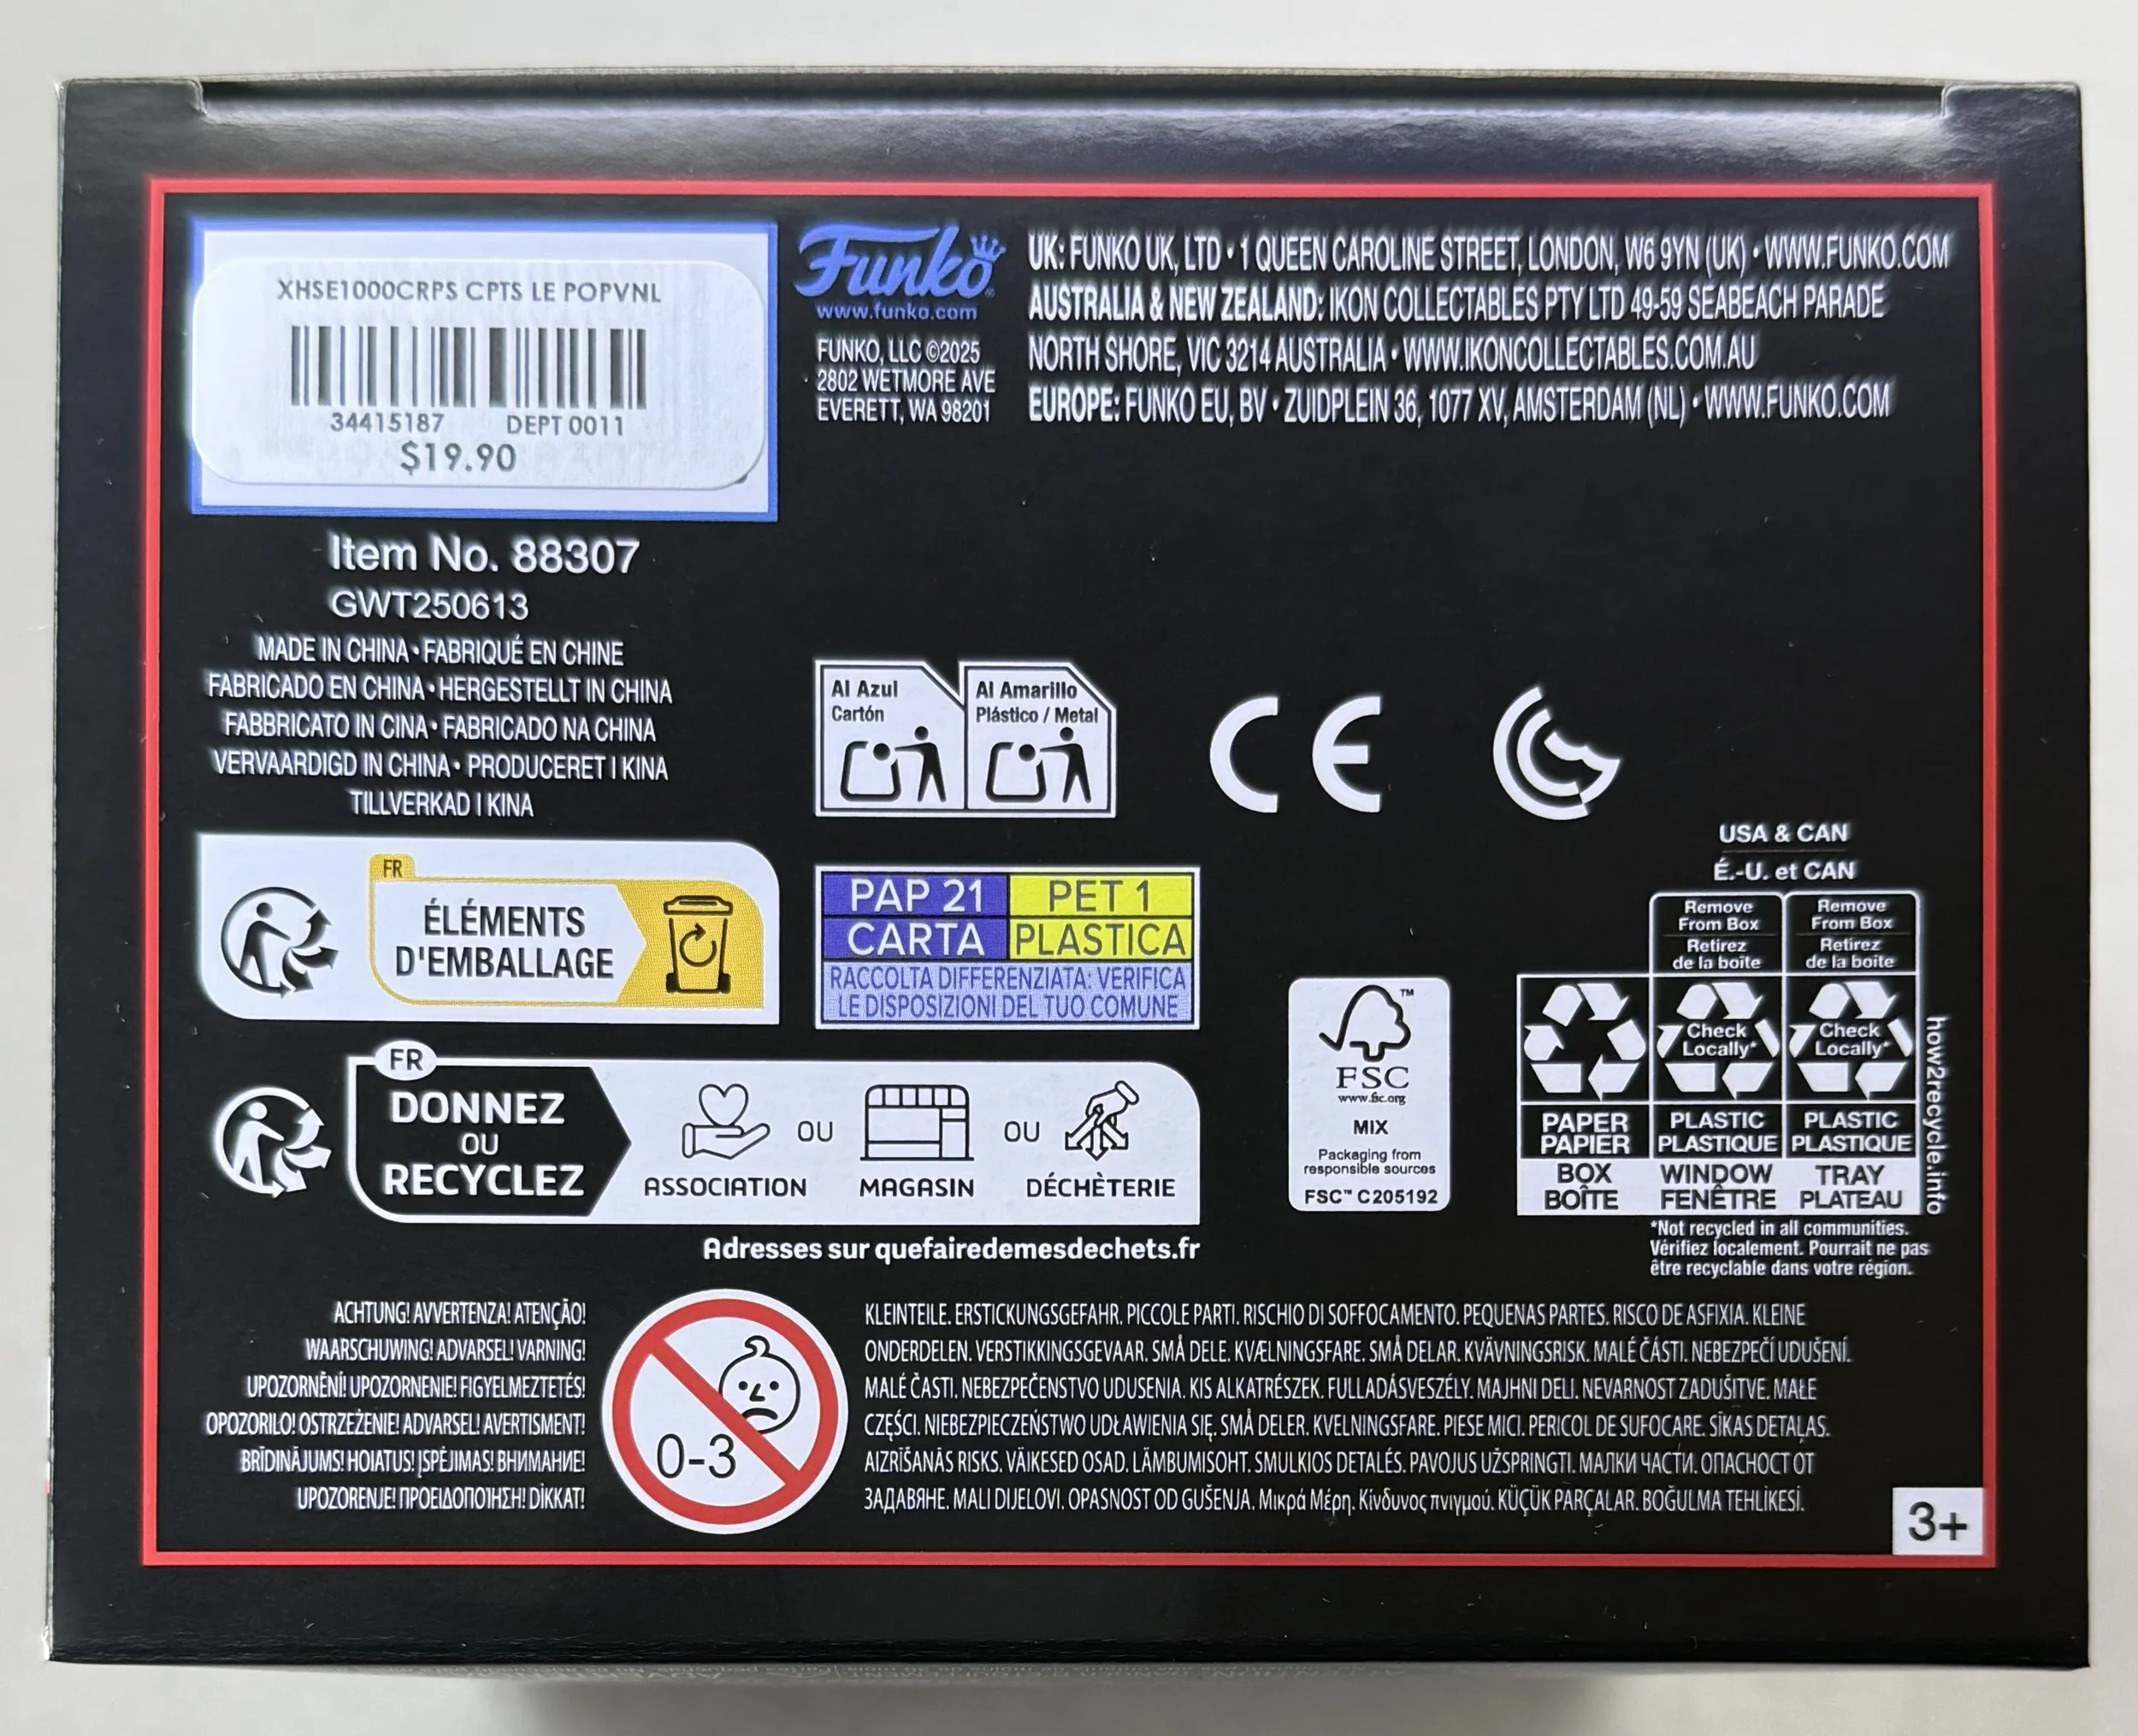 XHSE1000CRPS CPTS LE POPVNL
34415187 DEPT 0011
$19.90
Funko
www.funko.com
FUNKO, LLC ©2025
2802 WETMORE AVE
EVERETT, WA 98201
UK: FUNKO UK, LTD • 1 QUEEN CAROLINE STREET, LONDON, W6 9YN (UK) • WWW.FUNKO.COM
AUSTRALIA & NEW ZEALAND: IKON COLLECTABLES PTY LTD 49-59 SEABEACH PARADE
NORTH SHORE, VIC 3214 AUSTRALIA • WWW.IKONCOLLECTABLES.COM.AU
EUROPE: FUNKO EU, BV • ZUIDPLEIN 36, 1077 XV, AMSTERDAM (NL) • WWW.FUNKO.COM
Item No. 88307
GWT250613
MADE IN CHINA • FABRIQUÉ EN CHINE
FABRICADO EN CHINA • HERGESTELLT IN CHINA
FABBRICATO IN CINA • FABRICADO NA CHINA
VERVAARDIGD IN CHINA • PRODUCERET I KINA
TILLVERKAD I KINA
Al Azul
Cartón
Al Amarillo
Plástico / Metal
CE
FR
ÉLÉMENTS
D'EMBALLAGE
PAP 21
PET 1
CARTA
PLASTICA
RACCOLTA DIFFERENZIATA: VERIFICA
LE DISPOSIZIONI DEL TUO COMUNE
FR
DONNEZ
OU
RECYCLEZ
ASSOCIATION
OU
MAGASIN
OU
DÉCHÈTERIE
Adresses sur quefairedemesdechets.fr
FSC™
www.fsc.org
MIX
Packaging from
responsible sources
FSC™ C205192
USA & CAN
É.-U. et CAN
Remove
From Box
Retirez
de la boîte
Remove
From Box
Retirez
de la boîte
Check
Locally*
Check
Locally*
PAPER
PAPIER
PLASTIC
PLASTIQUE
PLASTIC
PLASTIQUE
BOX
BOÎTE
WINDOW
FENÊTRE
TRAY
PLATEAU
how2recycle.info
*Not recycled in all communities.
Vérifiez localement. Pourrait ne pas
être recyclable dans votre région.
ACHTUNG! AVVERTENZA! ATENÇÃO!
WAARSCHUWING! ADVARSEL! VARNING!
UPOZORNĚNÍ! UPOZORNENIE! FIGYELMEZTETÉS!
OPOZORILO! OSTRZEŻENIE! ADVARSEL! AVERTISMENT!
BRĪDINĀJUMS! HOIATUS! ĮSPĖJIMAS! ВНИМАНИЕ!
UPOZORENJE! ΠΡΟΕΙΔΟΠΟΊΗΣΗ! DİKKAT!
0-3
KLEINTEILE. ERSTICKUNGSGEFAHR. PICCOLE PARTI. RISCHIO DI SOFFOCAMENTO. PEQUENAS PARTES. RISCO DE ASFIXIA. KLEINE
ONDERDELEN. VERSTIKKINGSGEVAAR. SMÅ DELE. KVÆLNINGSFARE. SMÅ DELAR. KVÄVNINGSRISK. MALÉ ČÁSTI. NEBEZPEČÍ UDUŠENÍ.
MALÉ ČASTI. NEBEZPEČENSTVO UDUSENIA. KIS ALKATRÉSZEK. FULLADÁSVESZÉLY. MAJHNI DELI. NEVARNOST ZADUŠITVE. MAŁE
CZĘŚCI. NIEBEZPIECZEŃSTWO UDŁAWIENIA SIĘ. SMÅ DELER. KVELNINGSFARE. PIESE MICI. PERICOL DE SUFOCARE. SĪKAS DETAĻAS.
AIZRĪŠANĀS RISKS. VÄIKESED OSAD. LÄMBUMISOHT. SMULKIOS DETALĖS. PAVOJUS UŽSPRINGTI. МАЛКИ ЧАСТИ. ОПАСНОСТ ОТ
ЗАДАВЯНЕ. MALI DIJELOVI. OPASNOST OD GUŠENJA. Μικρά Μέρη. Κίνδυνος πνιγμού. KÜÇÜK PARÇALAR. BOĞULMA TEHLİKESİ.
3+